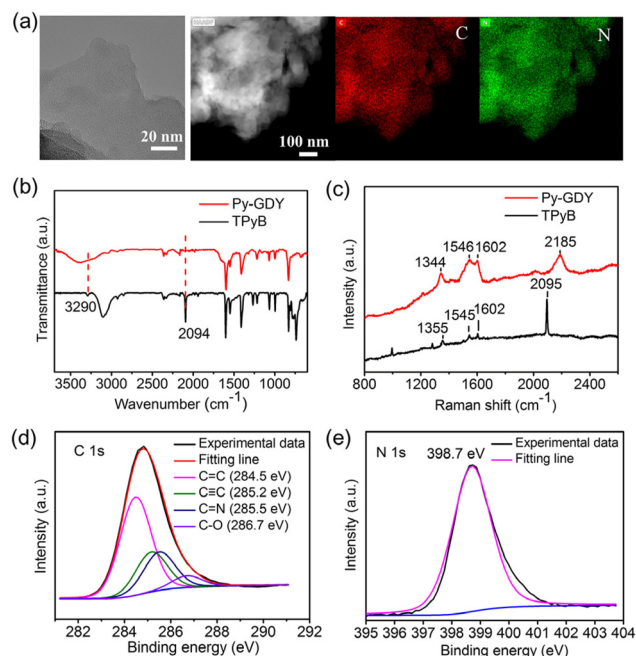 (a)
20 nm
HAADF
100 nm
C
C
N
N
(b)
Transmittance (a.u.)
Py-GDY
TPyB
3290
2094
3500 3000 2500 2000 1500 1000
Wavenumber (cm⁻¹)
(c)
Intensity (a.u.)
Py-GDY
TPyB
1344
1546
1602
2185
1355
1545
1602
2095
800 1200 1600 2000 2400
Raman shift (cm⁻¹)
(d)
Intensity (a.u.)
C 1s
Experimental data
Fitting line
C=C (284.5 eV)
C≡C (285.2 eV)
C=N (285.5 eV)
C-O (286.7 eV)
282 284 286 288 290 292
Binding energy (eV)
(e)
Intensity (a.u.)
N 1s
398.7 eV
Experimental data
Fitting line
395 396 397 398 399 400 401 402 403 404
Binding energy (eV)